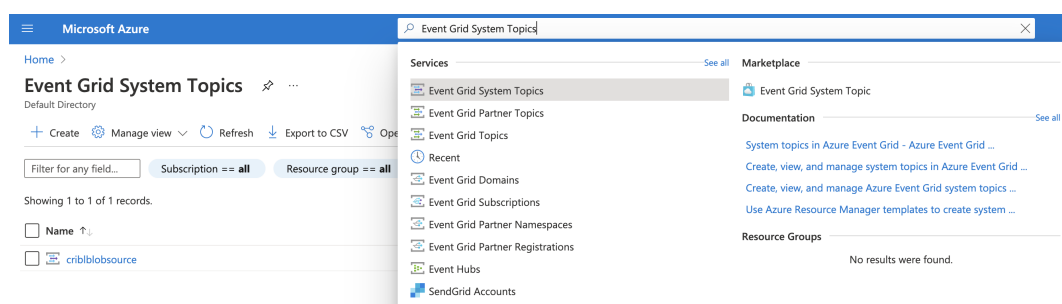 Microsoft Azure
Event Grid System Topics
Home >
Event Grid System Topics
Default Directory
+ Create Manage view Refresh Export to CSV Ope
Filter for any field... Subscription == all Resource group == all
Showing 1 to 1 of 1 records.
Name ↑↓
criblblobsource
Services See all
Event Grid System Topics
Event Grid Partner Topics
Event Grid Topics
Recent
Event Grid Domains
Event Grid Subscriptions
Event Grid Partner Namespaces
Event Grid Partner Registrations
Event Hubs
SendGrid Accounts
Marketplace
Event Grid System Topic
Documentation See all
System topics in Azure Event Grid - Azure Event Grid ...
Create, view, and manage system topics in Azure Event Grid ...
Create, view, and manage Azure Event Grid system topics ...
Use Azure Resource Manager templates to create system ...
Resource Groups
No results were found.